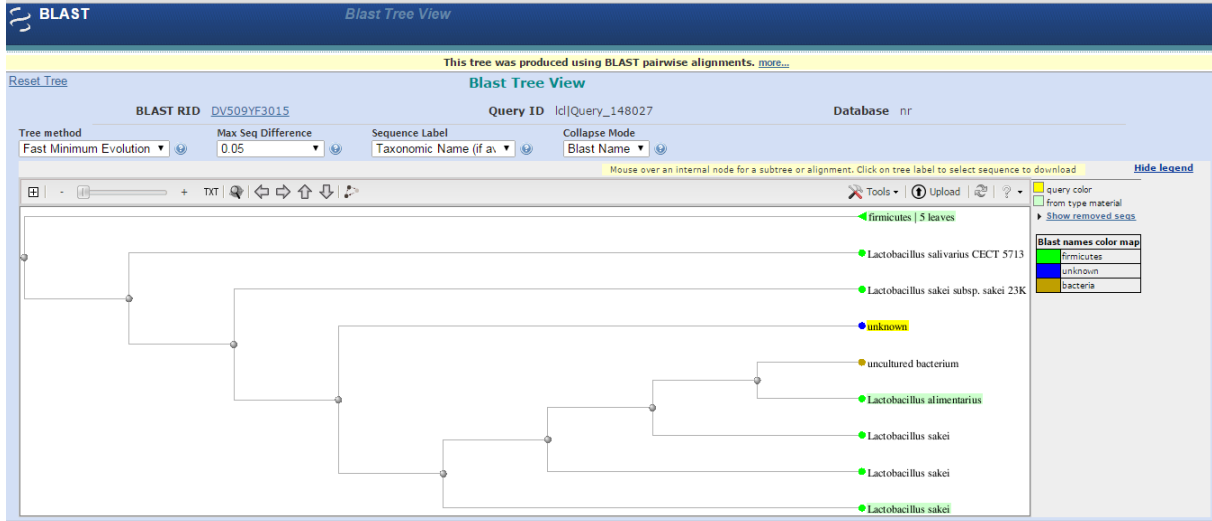 BLAST Blast Tree View
This tree was produced using BLAST pairwise alignments. more...
Reset Tree Blast Tree View
BLAST RID DV509YF3015 Query ID lcl|Query_148027 Database nr
Tree method Max Seq Difference Sequence Label Collapse Mode
Fast Minimum Evolution 0.05 Taxonomic Name (if av Blast Name
Mouse over an internal node for a subtree or alignment. Click on tree label to select sequence to download Hide legend
- + TXT Tools Upload ? query color
from type material
firmicutes | 5 leaves Show removed seqs
Blast names color map
Lactobacillus salivarius CECT 5713 firmicutes
unknown
Lactobacillus sakei subsp. sakei 23K bacteria
unknown
uncultured bacterium
Lactobacillus alimentarius
Lactobacillus sakei
Lactobacillus sakei
Lactobacillus sakei